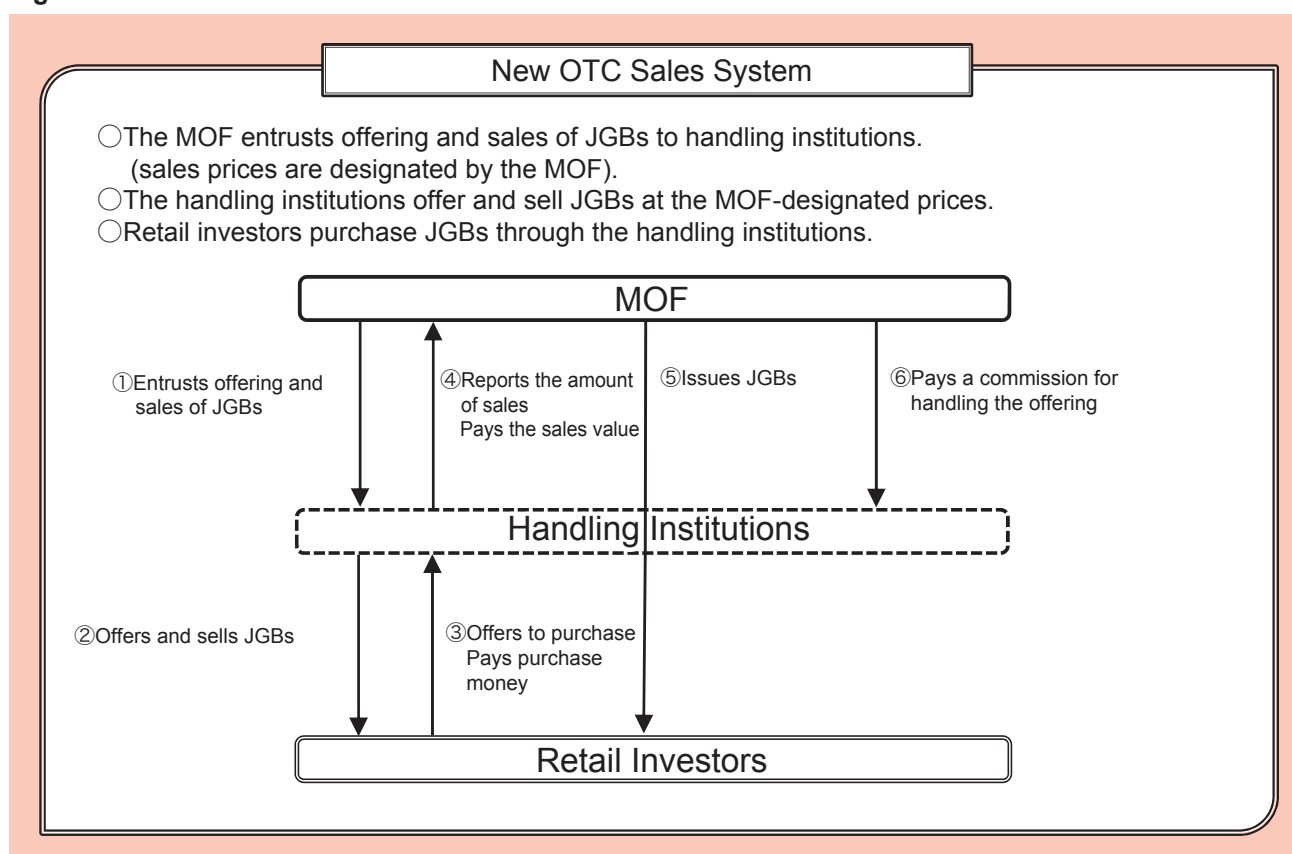 New OTC Sales System
○The MOF entrusts offering and sales of JGBs to handling institutions.
(sales prices are designated by the MOF).
○The handling institutions offer and sell JGBs at the MOF-designated prices.
○Retail investors purchase JGBs through the handling institutions.
MOF
①Entrusts offering and
sales of JGBs
④Reports the amount
of sales
Pays the sales value
⑤Issues JGBs
⑥Pays a commission for
handling the offering
Handling Institutions
②Offers and sells JGBs
③Offers to purchase
Pays purchase
money
Retail Investors